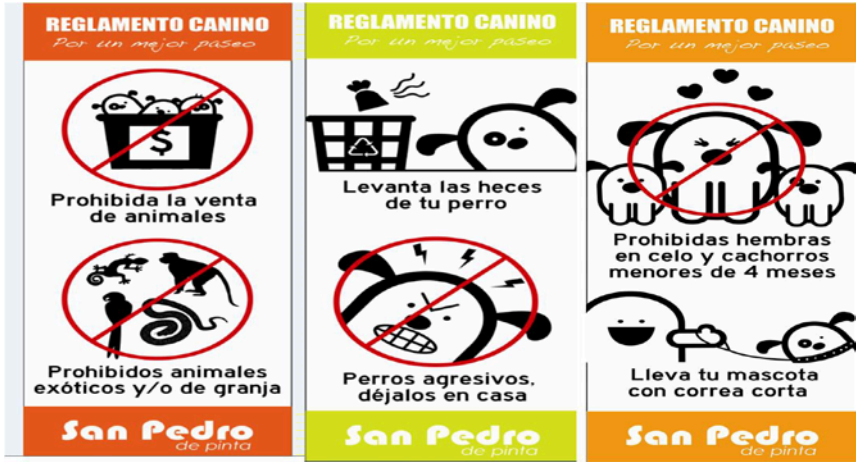 REGLAMENTO CANINO
Por un mejor paseo
$
Prohibida la venta
de animales
Prohibidos animales
exóticos y/o de granja
San Pedro
de pinta
REGLAMENTO CANINO
Por un mejor paseo
Levanta las heces
de tu perro
Perros agresivos,
déjalos en casa
San Pedro
de pinta
REGLAMENTO CANINO
Por un mejor paseo
Prohibidas hembras
en celo y cachorros
menores de 4 meses
Lleva tu mascota
con correa corta
San Pedro
de pinta